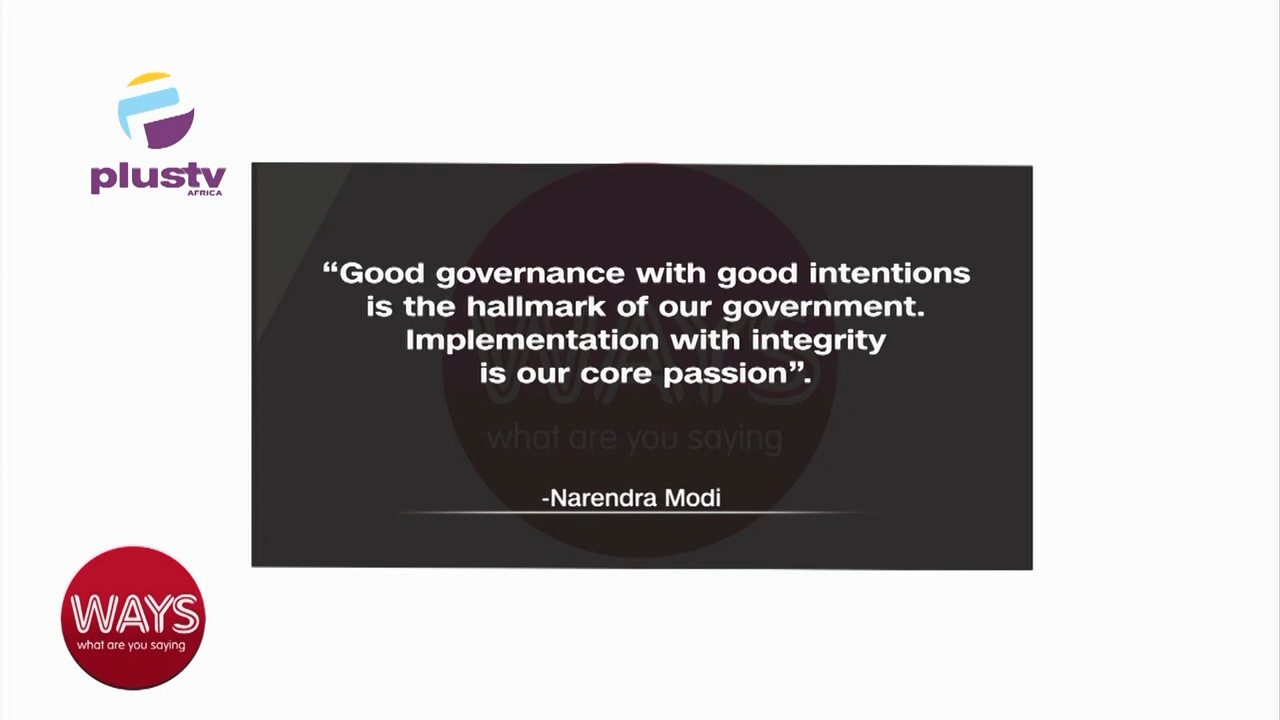 plustv
AFRICA
“Good governance with good intentions
is the hallmark of our government.
Implementation with integrity
is our core passion”.
WAYS
what are you saying
-Narendra Modi
WAYS
what are you saying